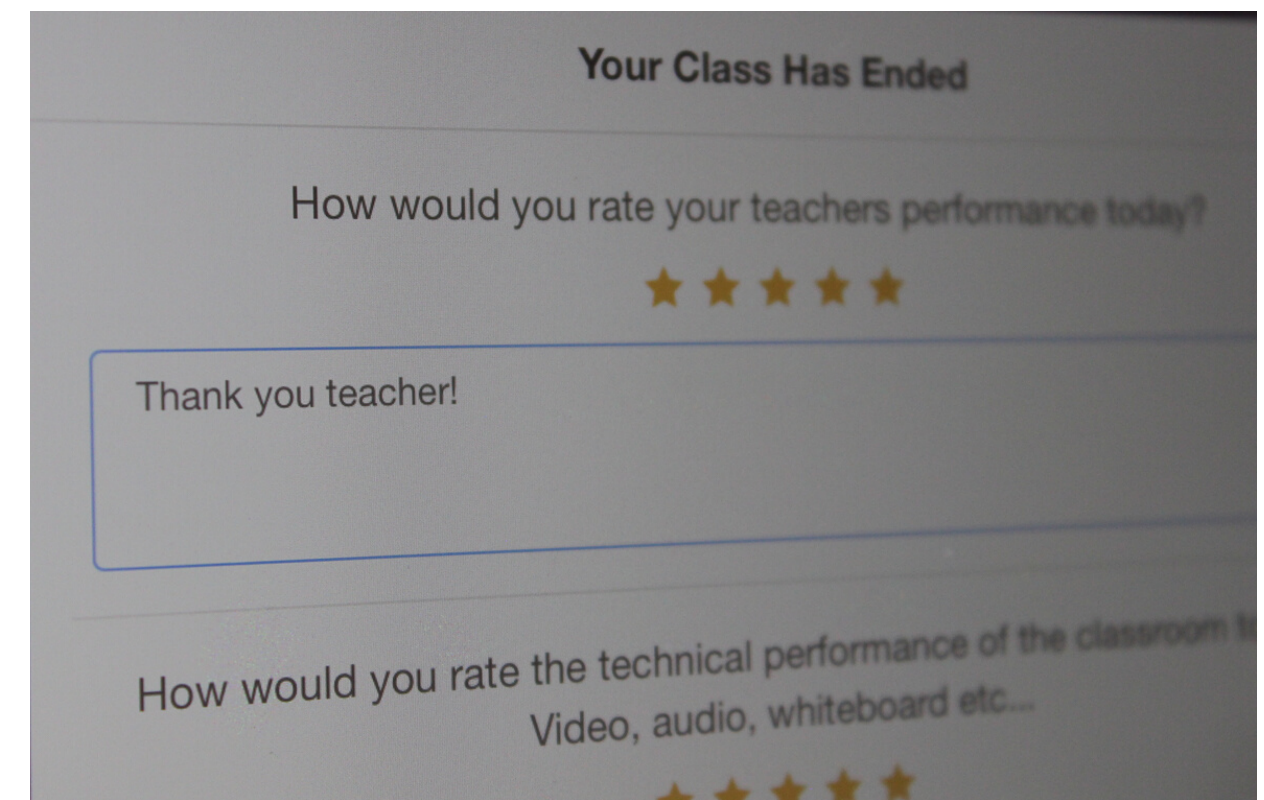 Your Class Has Ended
How would you rate your teachers performance today?
Thank you teacher!
How would you rate the technical performance of the classroom
Video, audio, whiteboard etc...